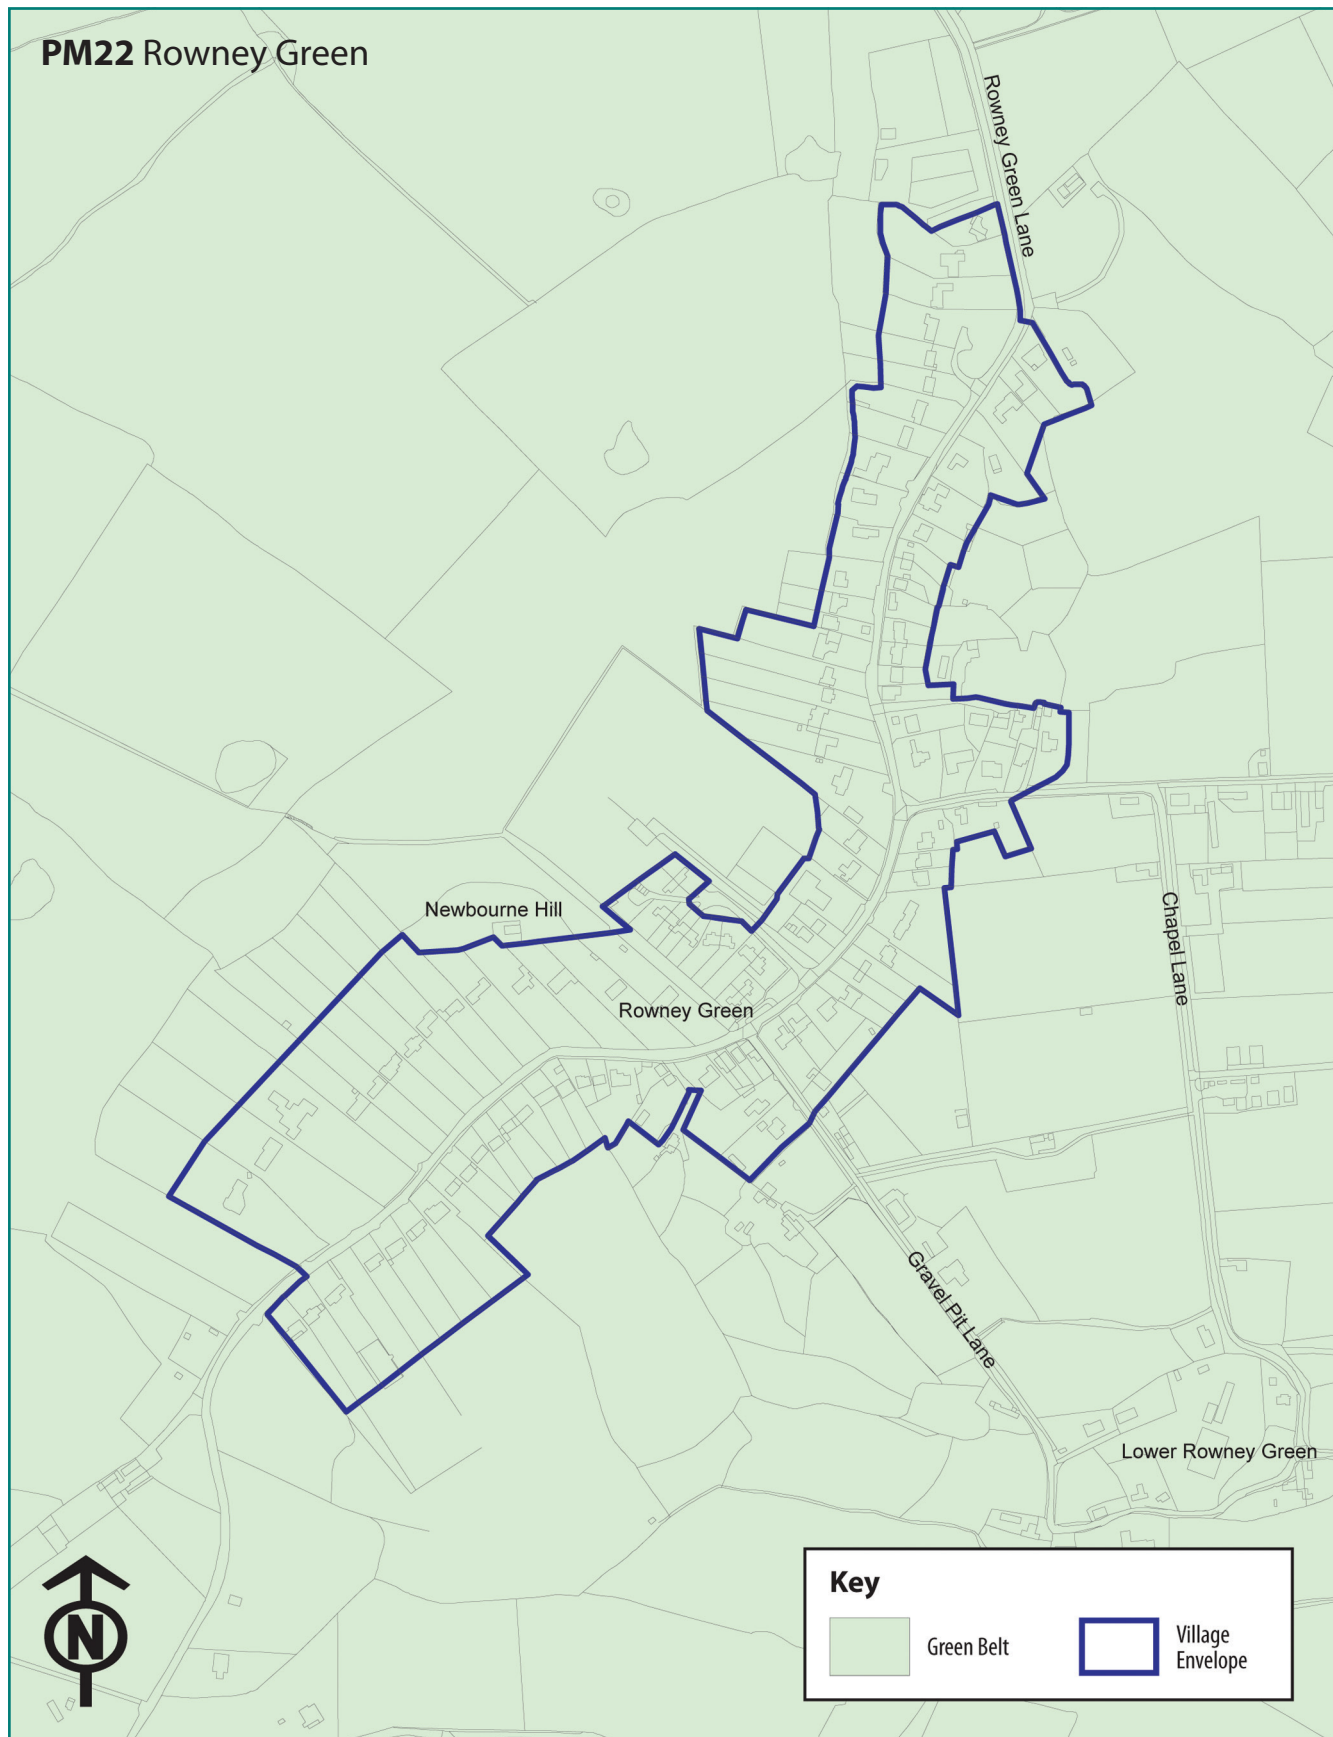 PM22 Rowney Green
Rowney Green Lane
Newbourne Hill
Chapel Lane
Rowney Green
Gravel Pit Lane
Lower Rowney Green
N
Key
Green Belt
Village
Envelope